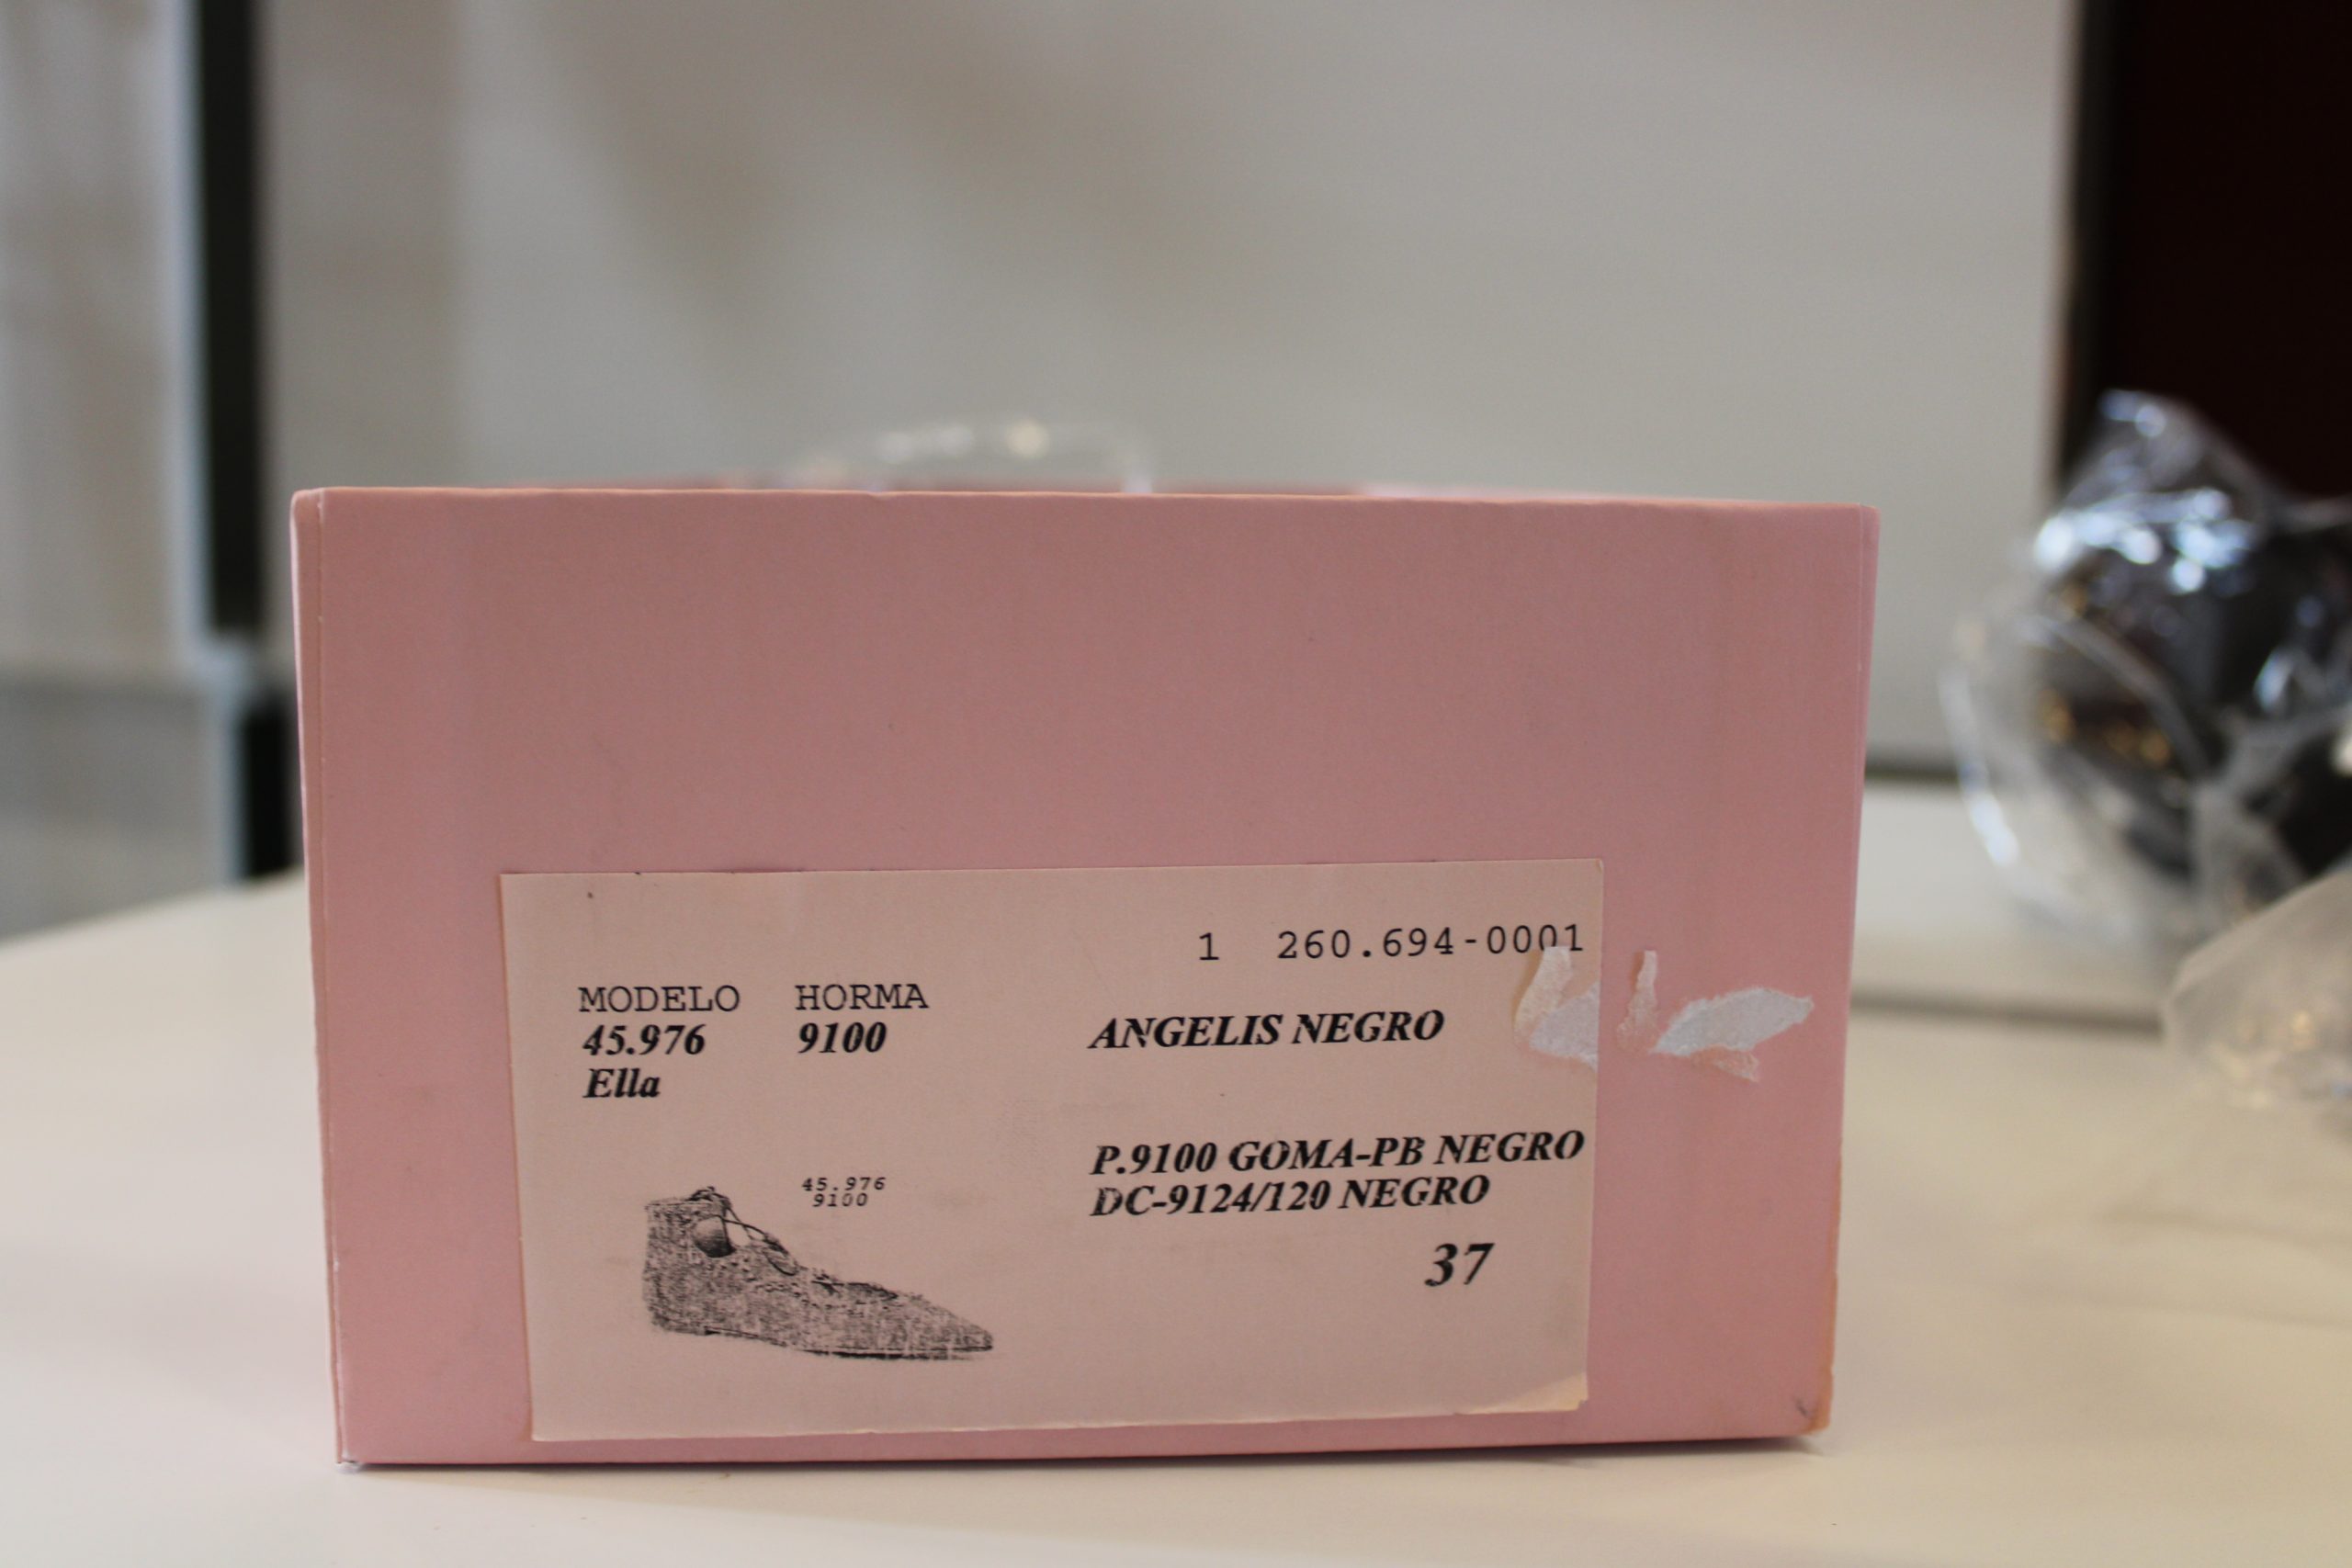 1 260.694-0001
MODELO HORMA
45.976 9100 ANGELIS NEGRO
Ella
P.9100 GOMA-PB NEGRO
45.976
9100
DC-9124/120 NEGRO
37